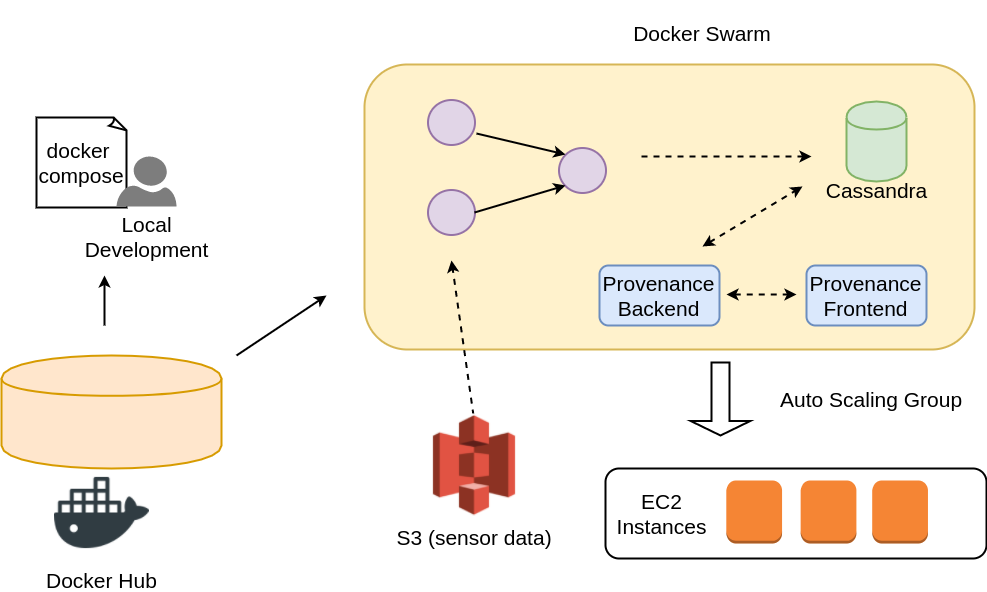 Docker Swarm
docker
compose
Local
Development
Cassandra
Provenance
Backend
Provenance
Frontend
Auto Scaling Group
EC2
Instances
S3 (sensor data)
Docker Hub